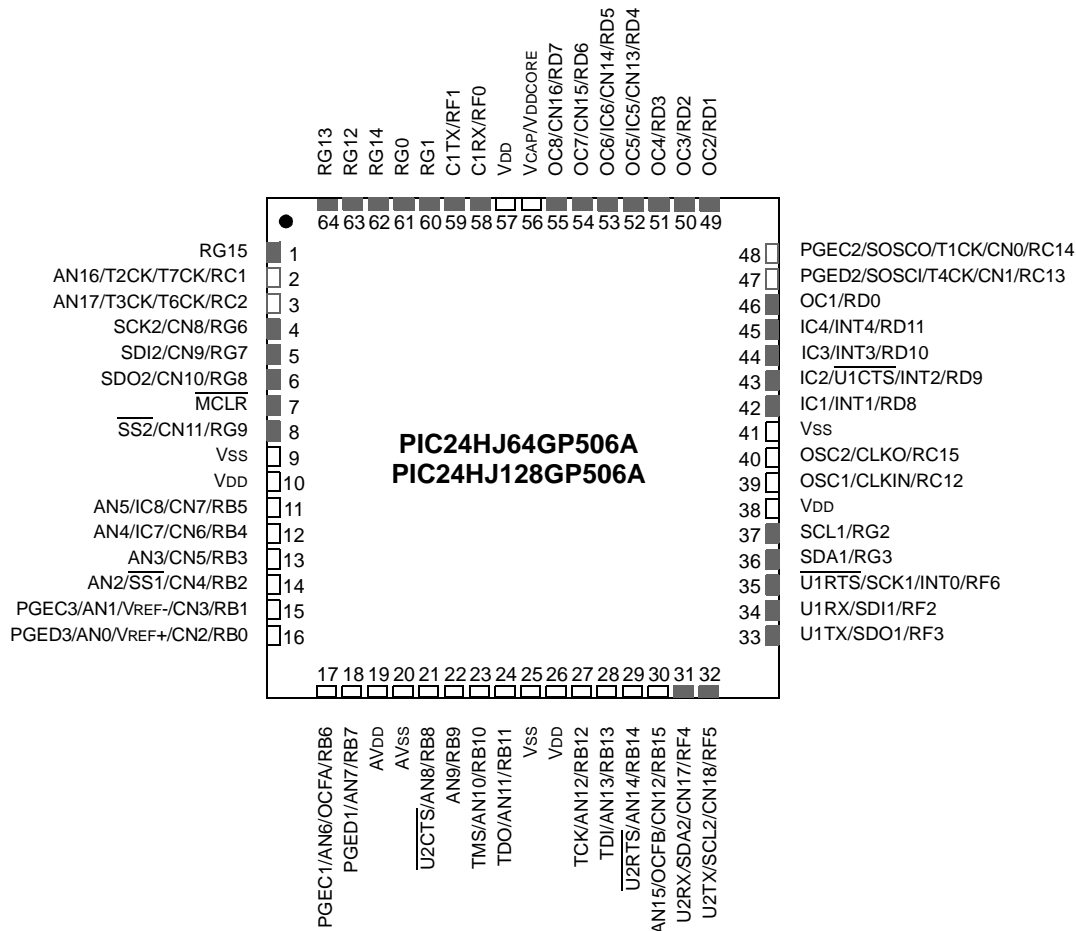 RG13
RG12
RG14
RG0
RG1
C1TX/RF1
C1RX/RF0
VDD
VCAP/VDDCORE
OC8/CN16/RD7
OC7/CN15/RD6
OC6/IC6/CN14/RD5
OC5/IC5/CN13/RD4
OC4/RD3
OC3/RD2
OC2/RD1
64 63 62 61 60 59 58 57 56 55 54 53 52 51 50 49
RG15 1
AN16/T2CK/T7CK/RC1 2
AN17/T3CK/T6CK/RC2 3
SCK2/CN8/RG6 4
SDI2/CN9/RG7 5
SDO2/CN10/RG8 6
MCLR 7
SS2/CN11/RG9 8
VSS 9
VDD 10
AN5/IC8/CN7/RB5 11
AN4/IC7/CN6/RB4 12
AN3/CN5/RB3 13
AN2/SS1/CN4/RB2 14
PGEC3/AN1/VREF-/CN3/RB1 15
PGED3/AN0/VREF+/CN2/RB0 16
PIC24HJ64GP506A
PIC24HJ128GP506A
48 PGEC2/SOSCO/T1CK/CN0/RC14
47 PGED2/SOSCI/T4CK/CN1/RC13
46 OC1/RD0
45 IC4/INT4/RD11
44 IC3/INT3/RD10
43 IC2/U1CTS/INT2/RD9
42 IC1/INT1/RD8
41 VSS
40 OSC2/CLKO/RC15
39 OSC1/CLKIN/RC12
38 VDD
37 SCL1/RG2
36 SDA1/RG3
35 U1RTS/SCK1/INT0/RF6
34 U1RX/SDI1/RF2
33 U1TX/SDO1/RF3
17 18 19 20 21 22 23 24 25 26 27 28 29 30 31 32
PGEC1/AN6/OCFA/RB6
PGED1/AN7/RB7
AVDD
AVSS
U2CTS/AN8/RB8
AN9/RB9
TMS/AN10/RB10
TDO/AN11/RB11
VSS
VDD
TCK/AN12/RB12
TDI/AN13/RB13
U2RTS/AN14/RB14
AN15/OCFB/CN12/RB15
U2RX/SDA2/CN17/RF4
U2TX/SCL2/CN18/RF5